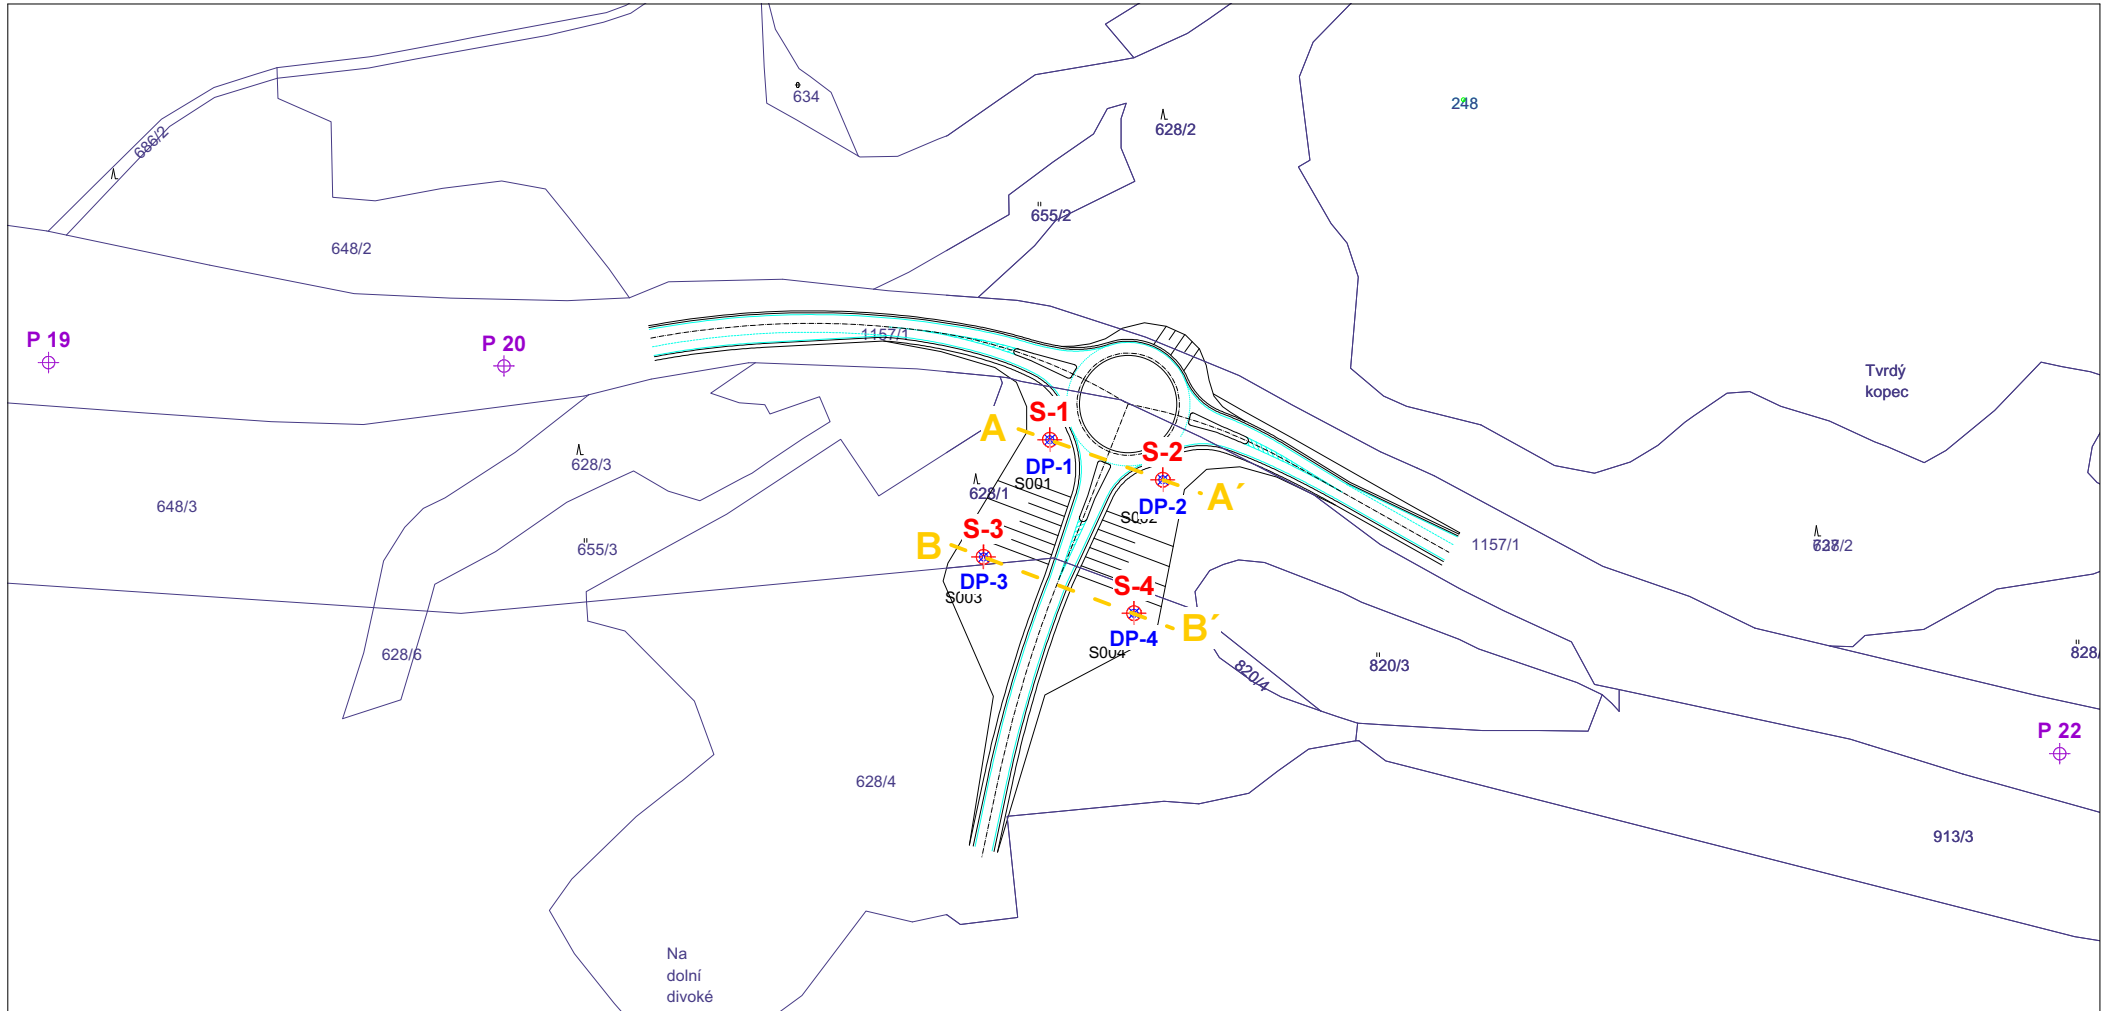 634
248
628/2
686/2
655/2
648/2
1157/1
P 19
P 20
Tvrdý
kopec
S-1
A
S-2
628/3
DP-1
S001
628/1
A´
648/3
DP-2
S002
S-3
B
655/3
1157/1
DP-3
S-4
S003
B´
DP-4
628/6
S004
820/4
820/3
828/
P 22
628/4
913/3
Na
dolní
divoké